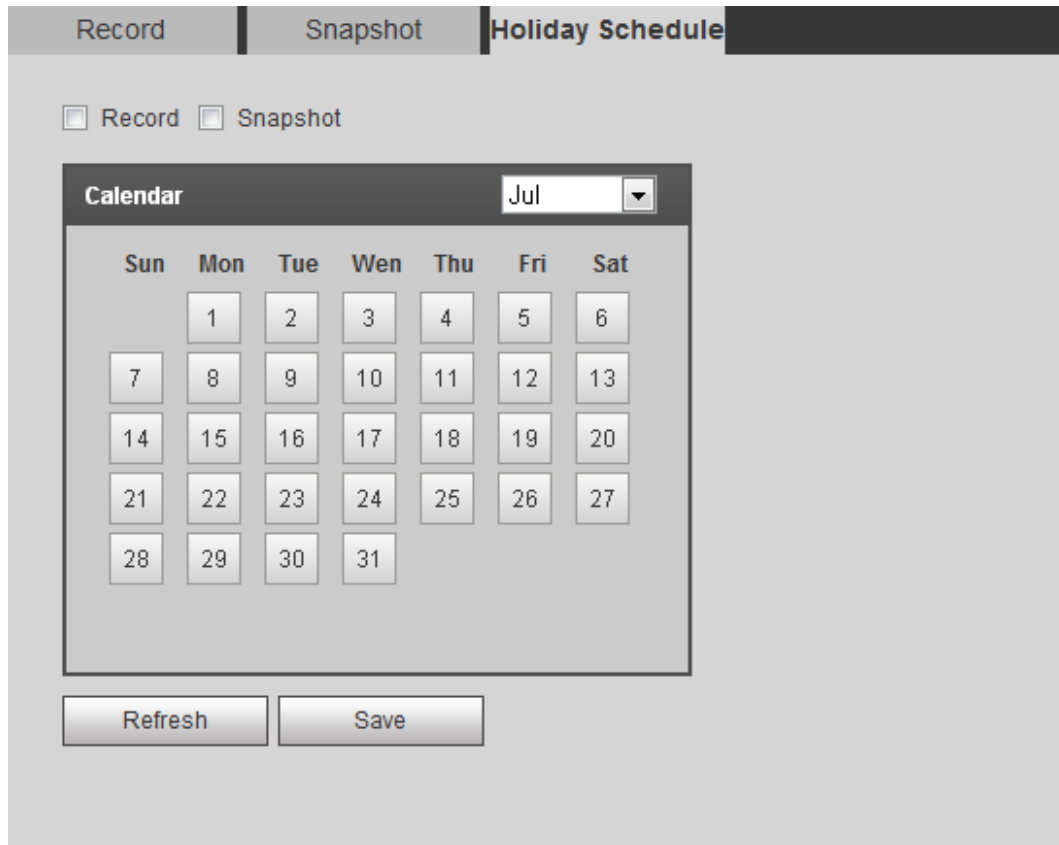 Record Snapshot Holiday Schedule
Record Snapshot
Calendar Jul
Sun Mon Tue Wen Thu Fri Sat
1 2 3 4 5 6
7 8 9 10 11 12 13
14 15 16 17 18 19 20
21 22 23 24 25 26 27
28 29 30 31
Refresh Save